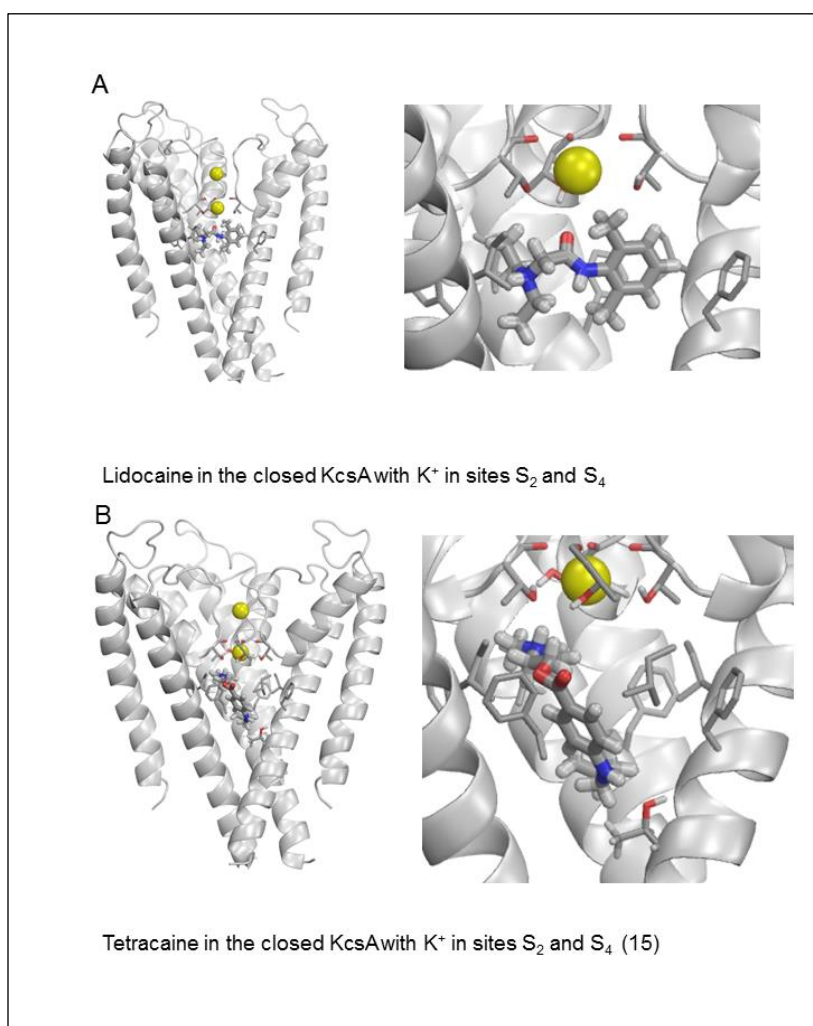 A
Lidocaine in the closed KcsA with K⁺ in sites S₂ and S₄
B
Tetracaine in the closed KcsA with K⁺ in sites S₂ and S₄ (15)